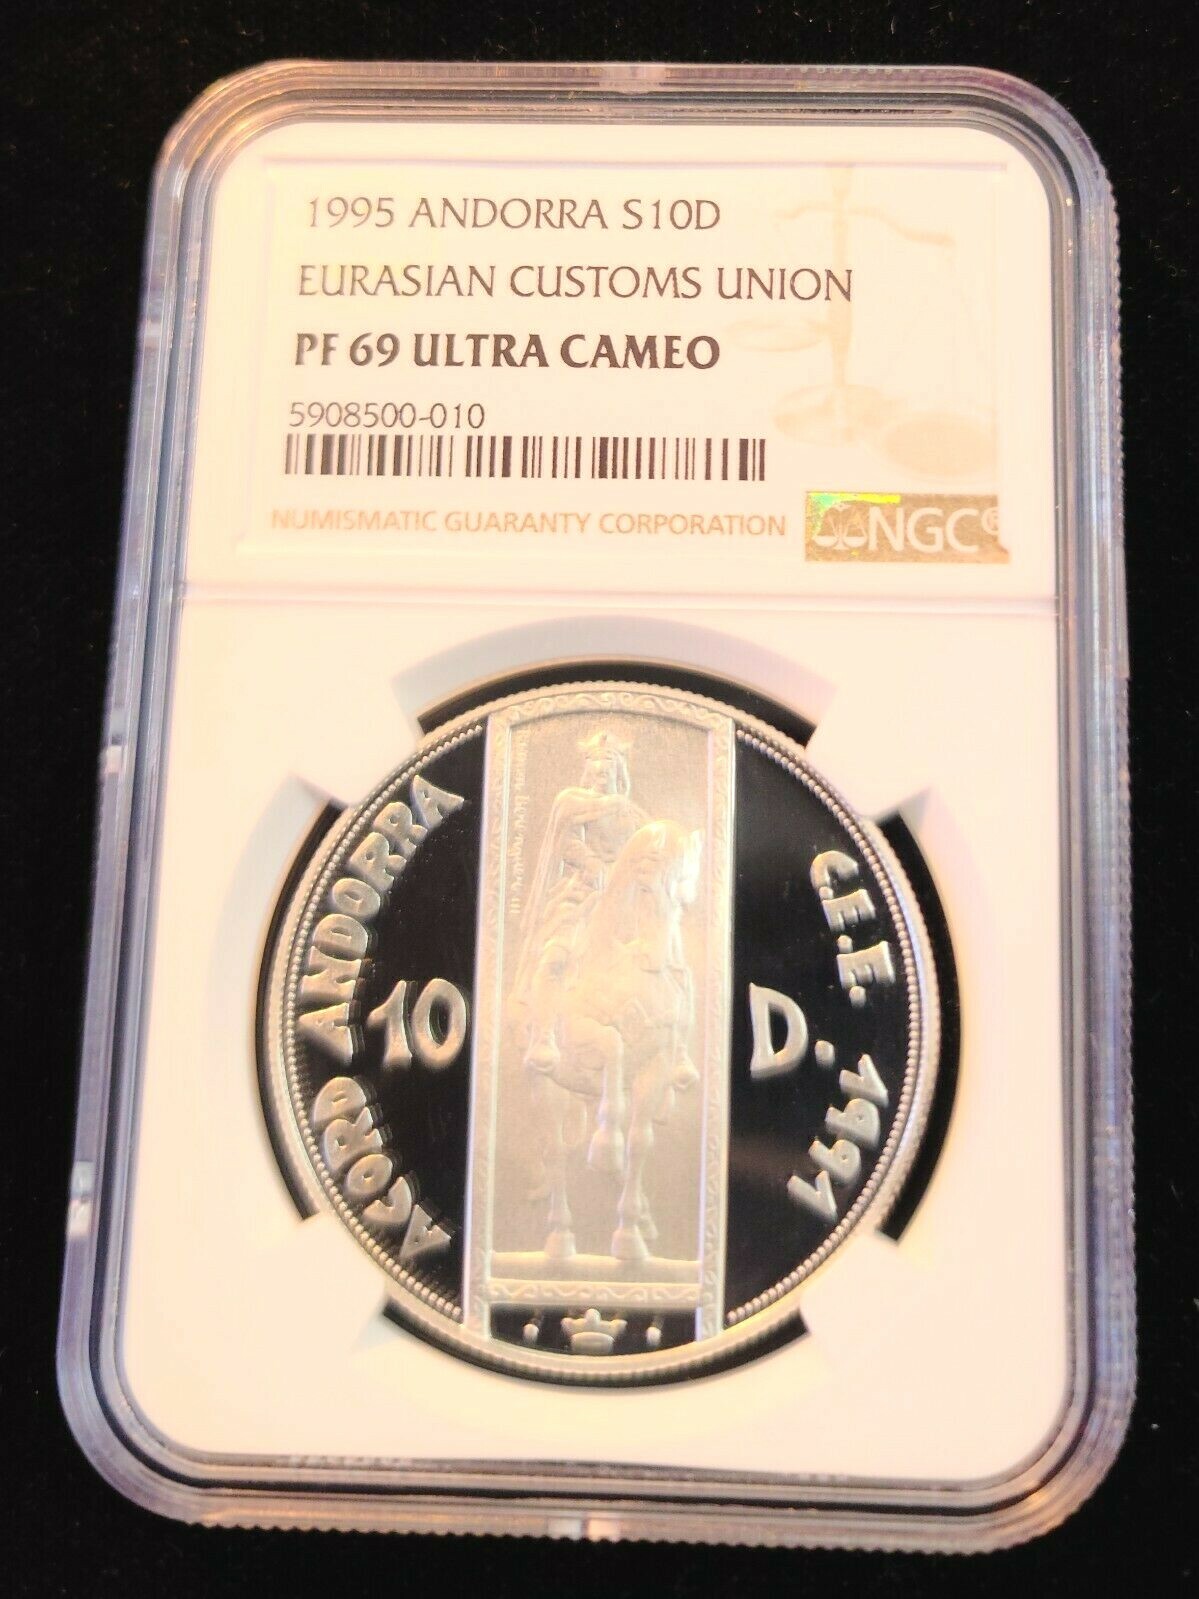 1995 ANDORRA S10D
EURASIAN CUSTOMS UNION
PF 69 ULTRA CAMEO
5908500-010
NUMISMATIC GUARANTY CORPORATION
NGC®
ACORD ANDORRA
10
D.
C.E.E. 1991